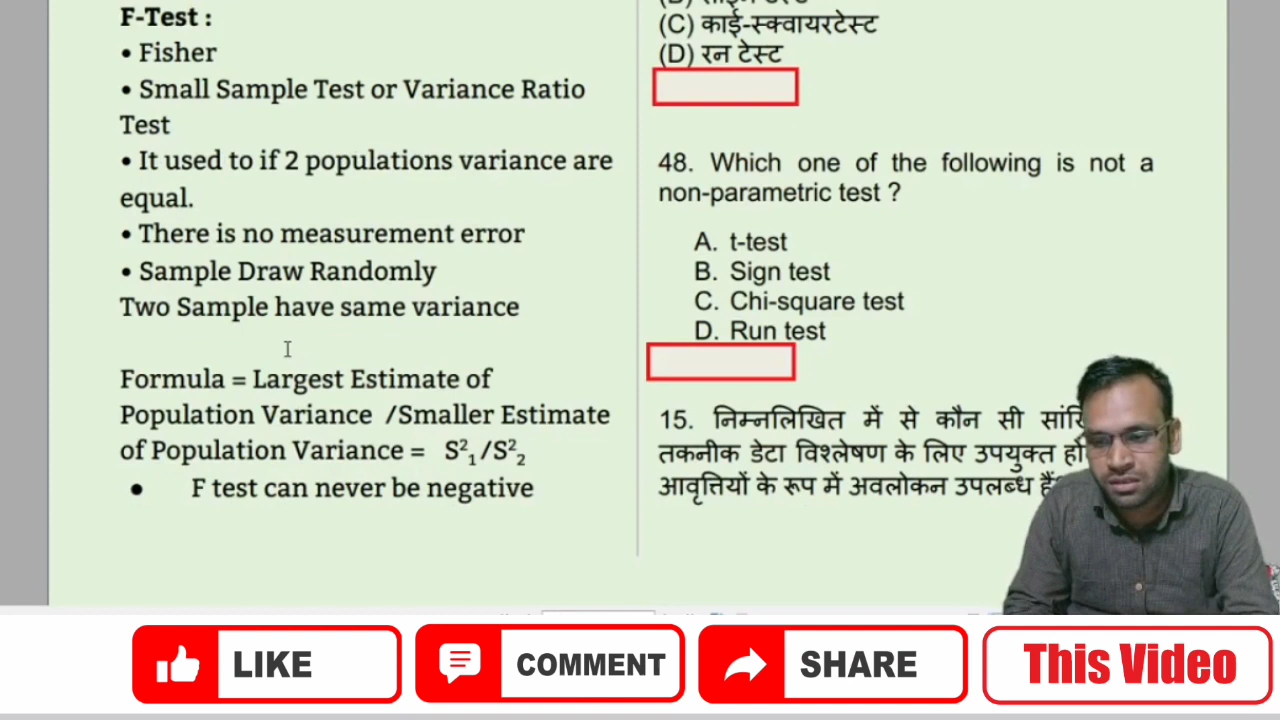 F-Test :
• Fisher
• Small Sample Test or Variance Ratio
Test
• It used to if 2 populations variance are
equal.
• There is no measurement error
• Sample Draw Randomly
Two Sample have same variance
Formula = Largest Estimate of
Population Variance /Smaller Estimate
of Population Variance = S²₁/S²₂
● F test can never be negative
(C) काई-स्क्वायरटेस्ट
(D) रन टेस्ट
48. Which one of the following is not a
non-parametric test ?
A. t-test
B. Sign test
C. Chi-square test
D. Run test
15. निम्नलिखित में से कौन सी
तकनीक डेटा विश्लेषण के लिए उपयुक्त
आवृत्तियों के रूप में अवलोकन उपलब्ध
LIKE
COMMENT
SHARE
This Video